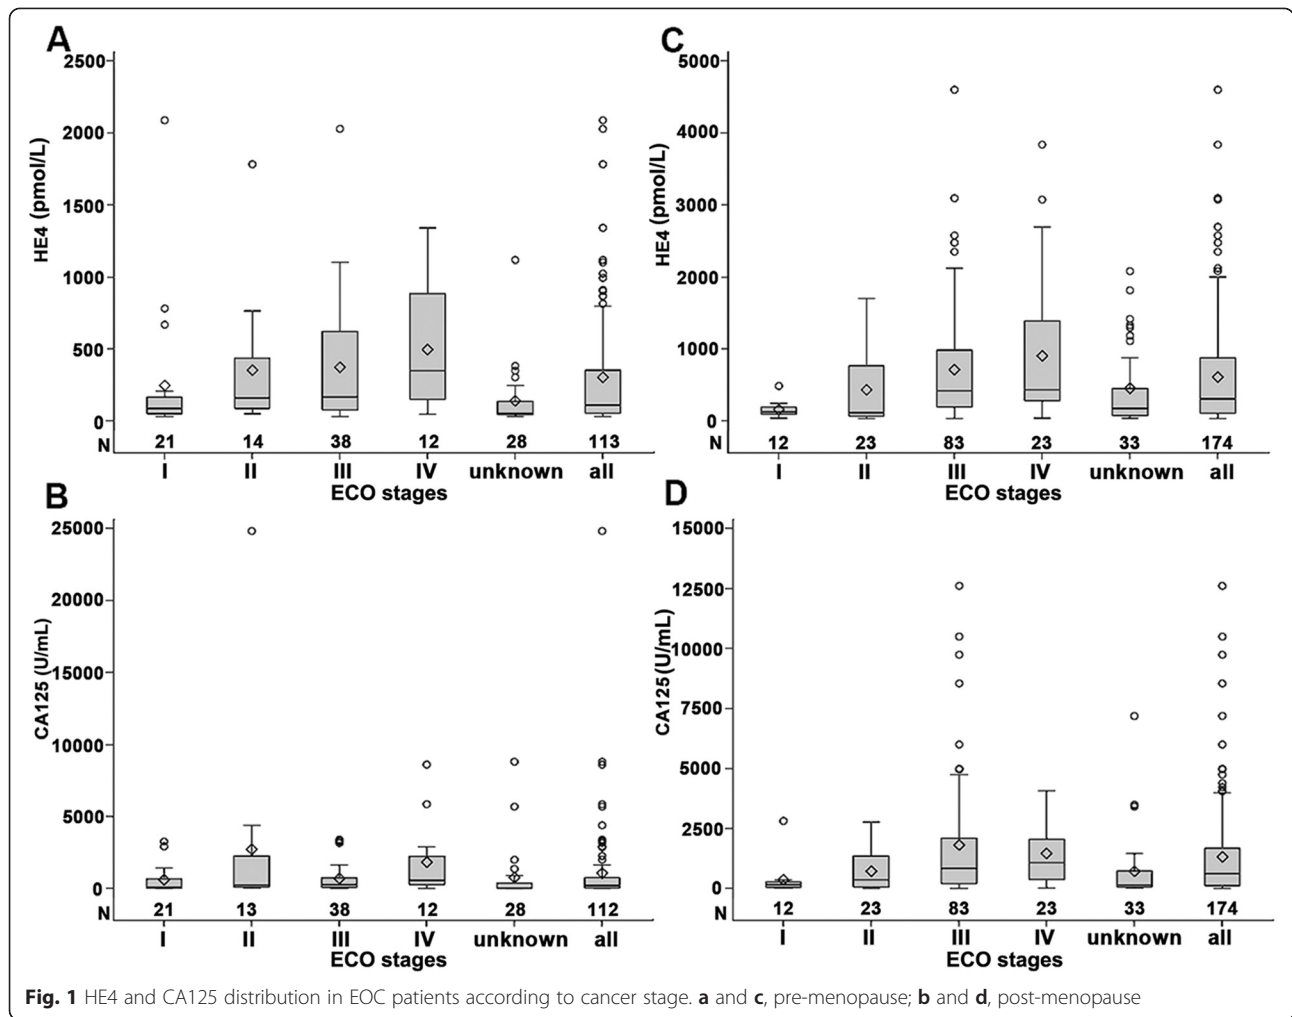 A
HE4 (pmol/L)
2500
2000
1500
1000
500
0
N 21 14 38 12 28 113
I II III IV unknown all
ECO stages
C
HE4 (pmol/L)
5000
4000
3000
2000
1000
0
N 12 23 83 23 33 174
I II III IV unknown all
ECO stages
B
CA125 (U/mL)
25000
20000
15000
10000
5000
0
N 21 13 38 12 28 112
I II III IV unknown all
ECO stages
D
CA125 (U/mL)
15000
12500
10000
7500
5000
2500
0
N 12 23 83 23 33 174
I II III IV unknown all
ECO stages
Fig. 1 HE4 and CA125 distribution in EOC patients according to cancer stage. a and c, pre-menopause; b and d, post-menopause